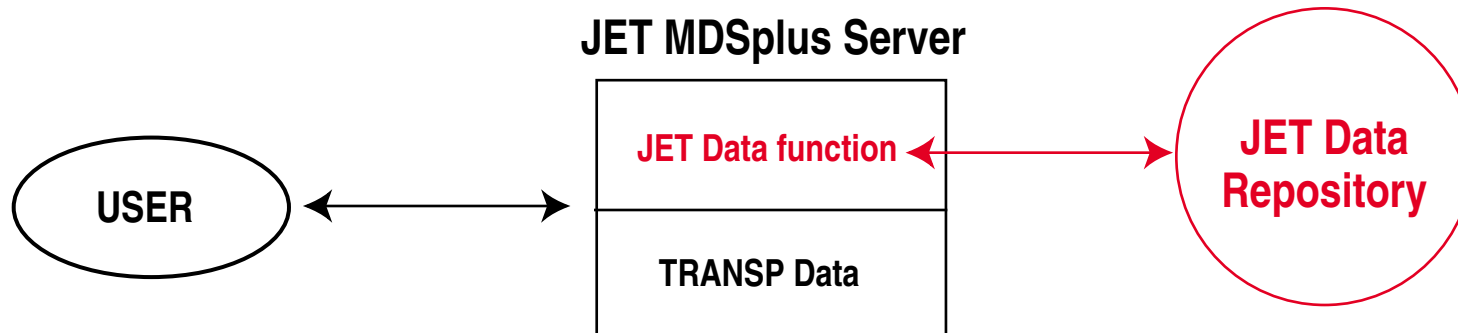 JET MDSplus Server
USER
JET Data function
TRANSP Data
JET Data
Repository